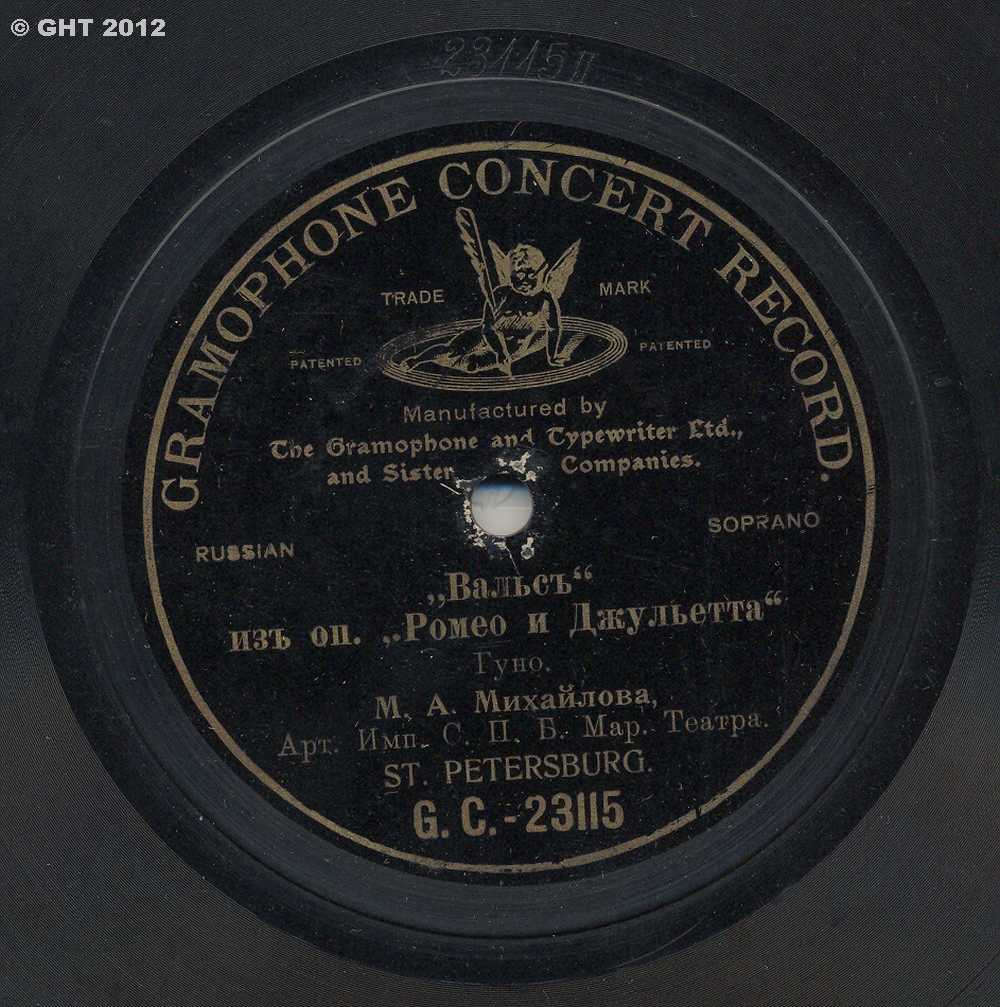 © GHT 2012
23115 II
GRAMOPHONE CONCERT RECORD.
TRADE MARK
PATENTED PATENTED
Manufactured by
The Gramophone and Typewriter Ltd.,
and Sister Companies.
RUSSIAN SOPRANO
„Вальсъ“
изъ оп. „Ромео и Джульетта“
Гуно.
М. А. Михайлова,
Арт. Имп. С. П. Б. Мар. Театра.
ST. PETERSBURG.
G. C. - 23115